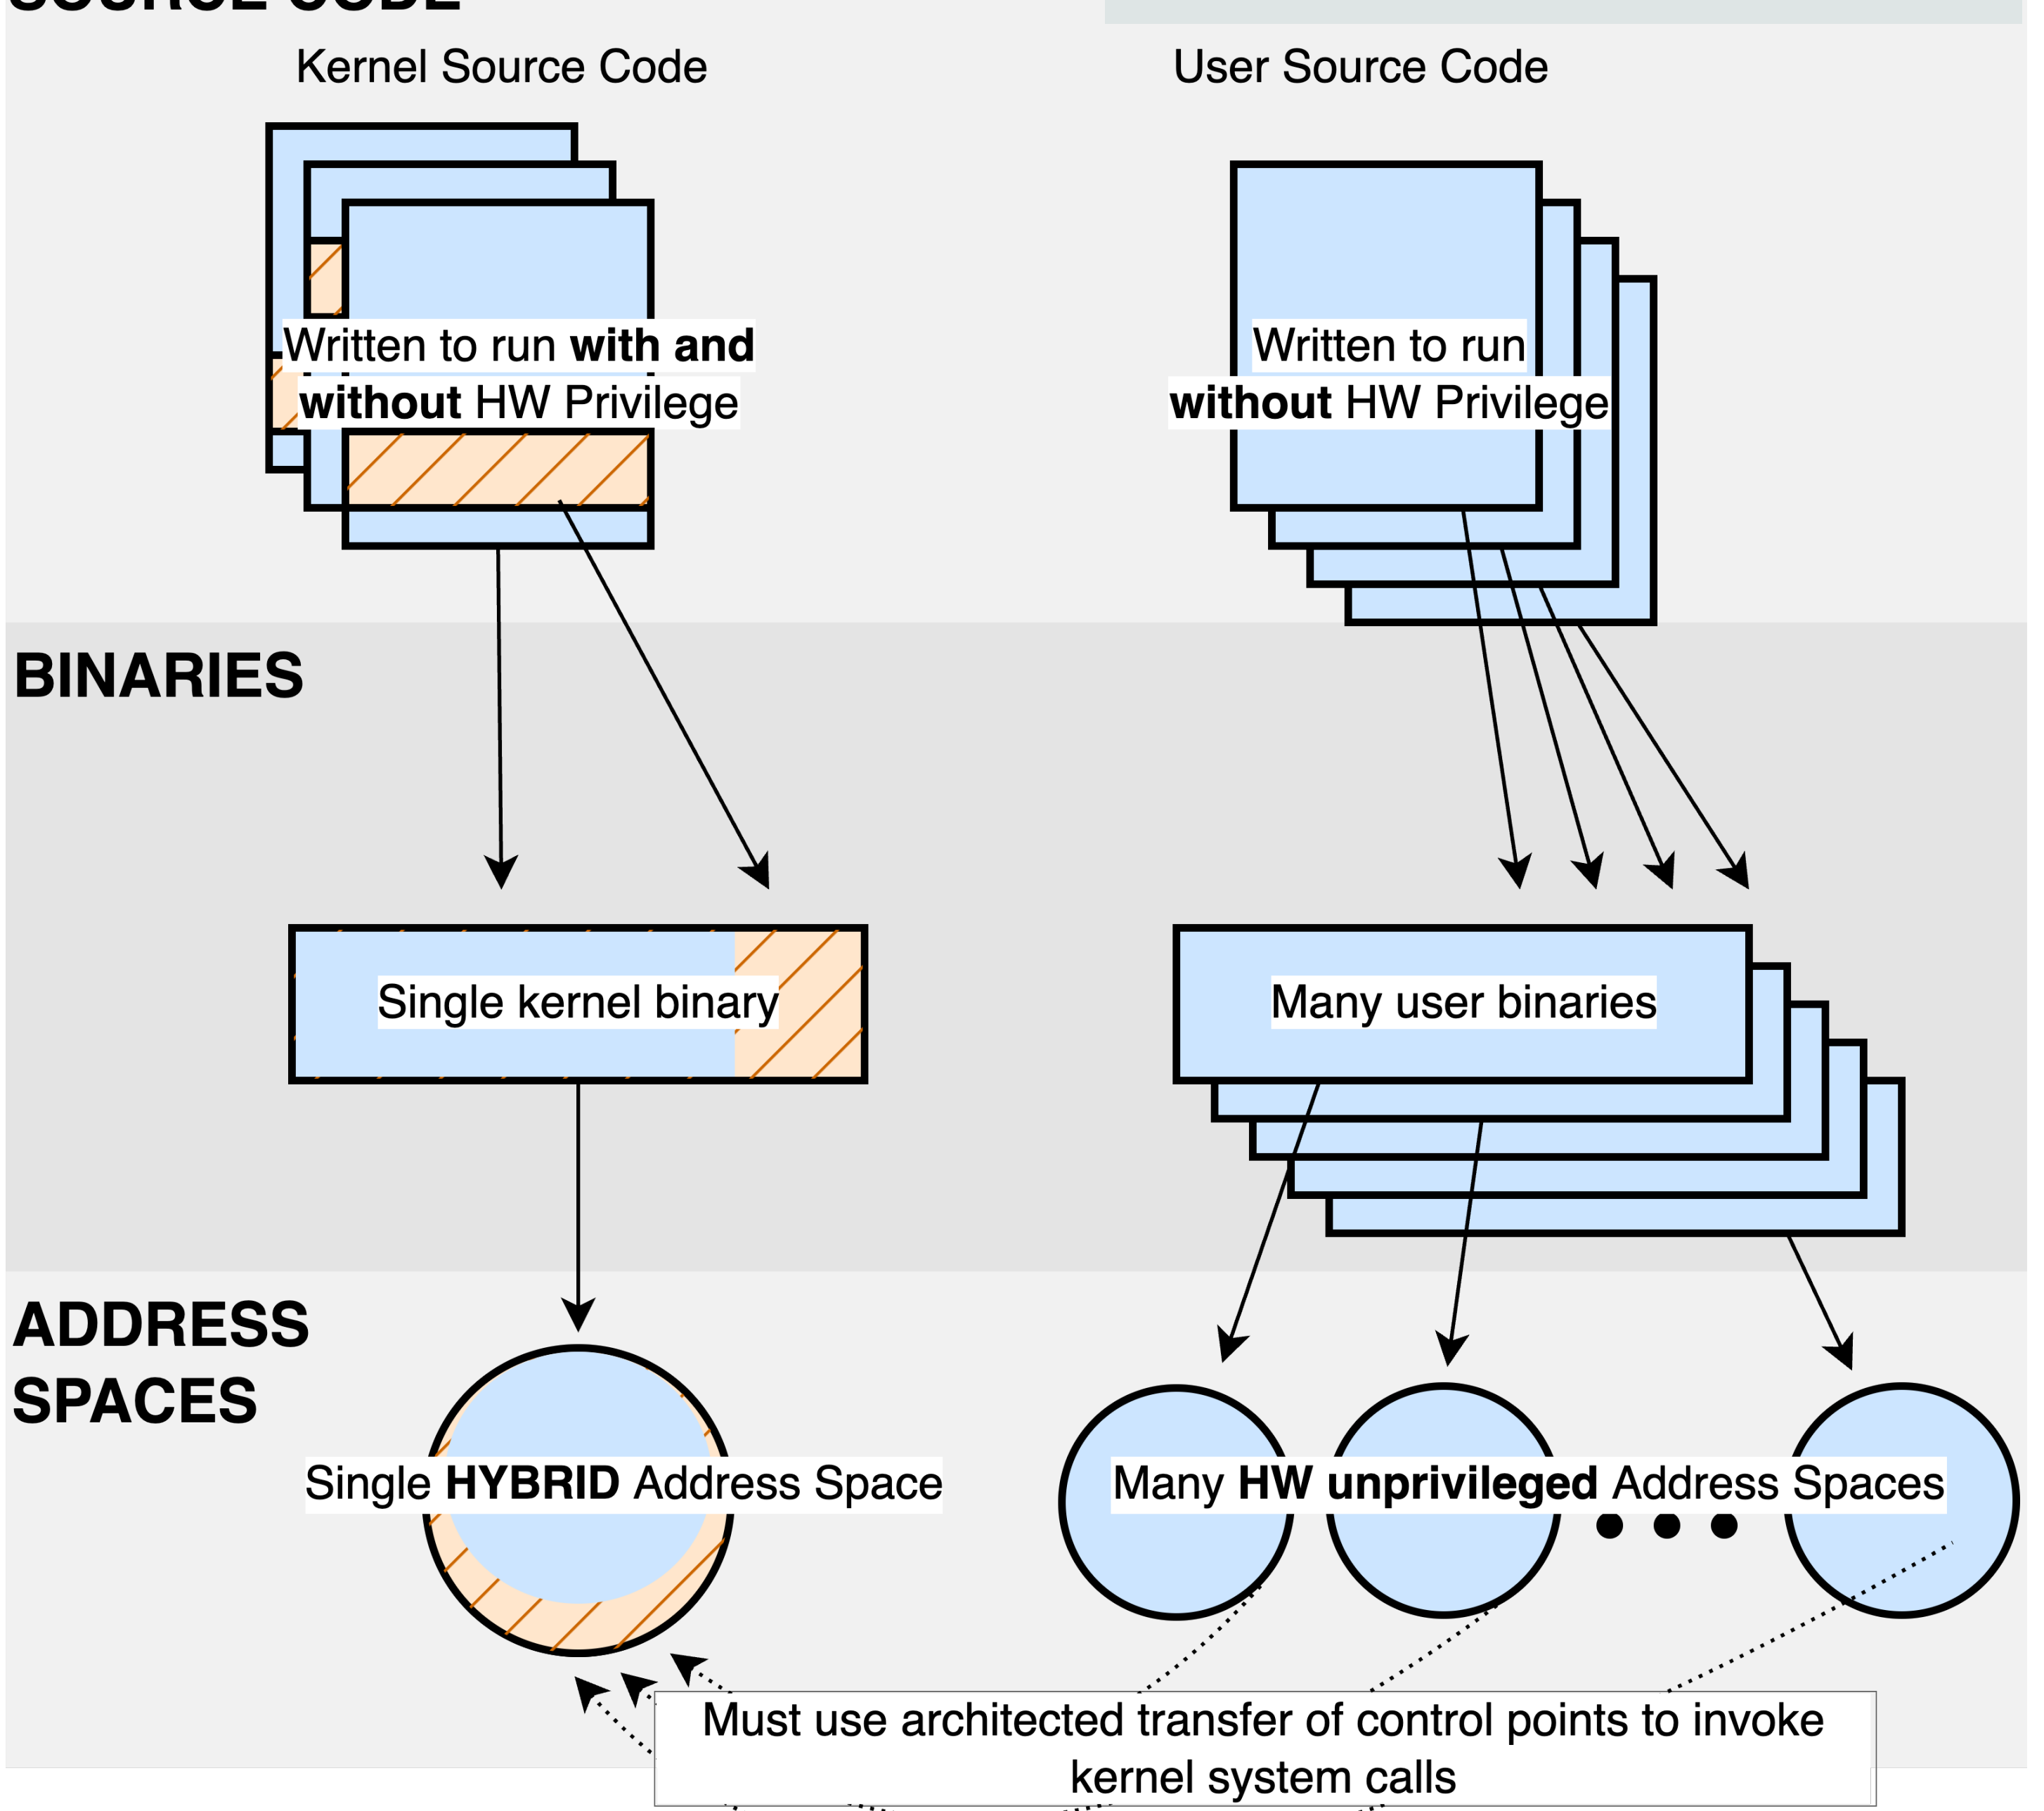 SOURCE CODE
Kernel Source Code
User Source Code
Written to run with and
without HW Privilege
Written to run
without HW Privilege
BINARIES
Single kernel binary
Many user binaries
ADDRESS
SPACES
Single HYBRID Address Space
Many HW unprivileged Address Spaces
Must use architected transfer of control points to invoke
kernel system calls